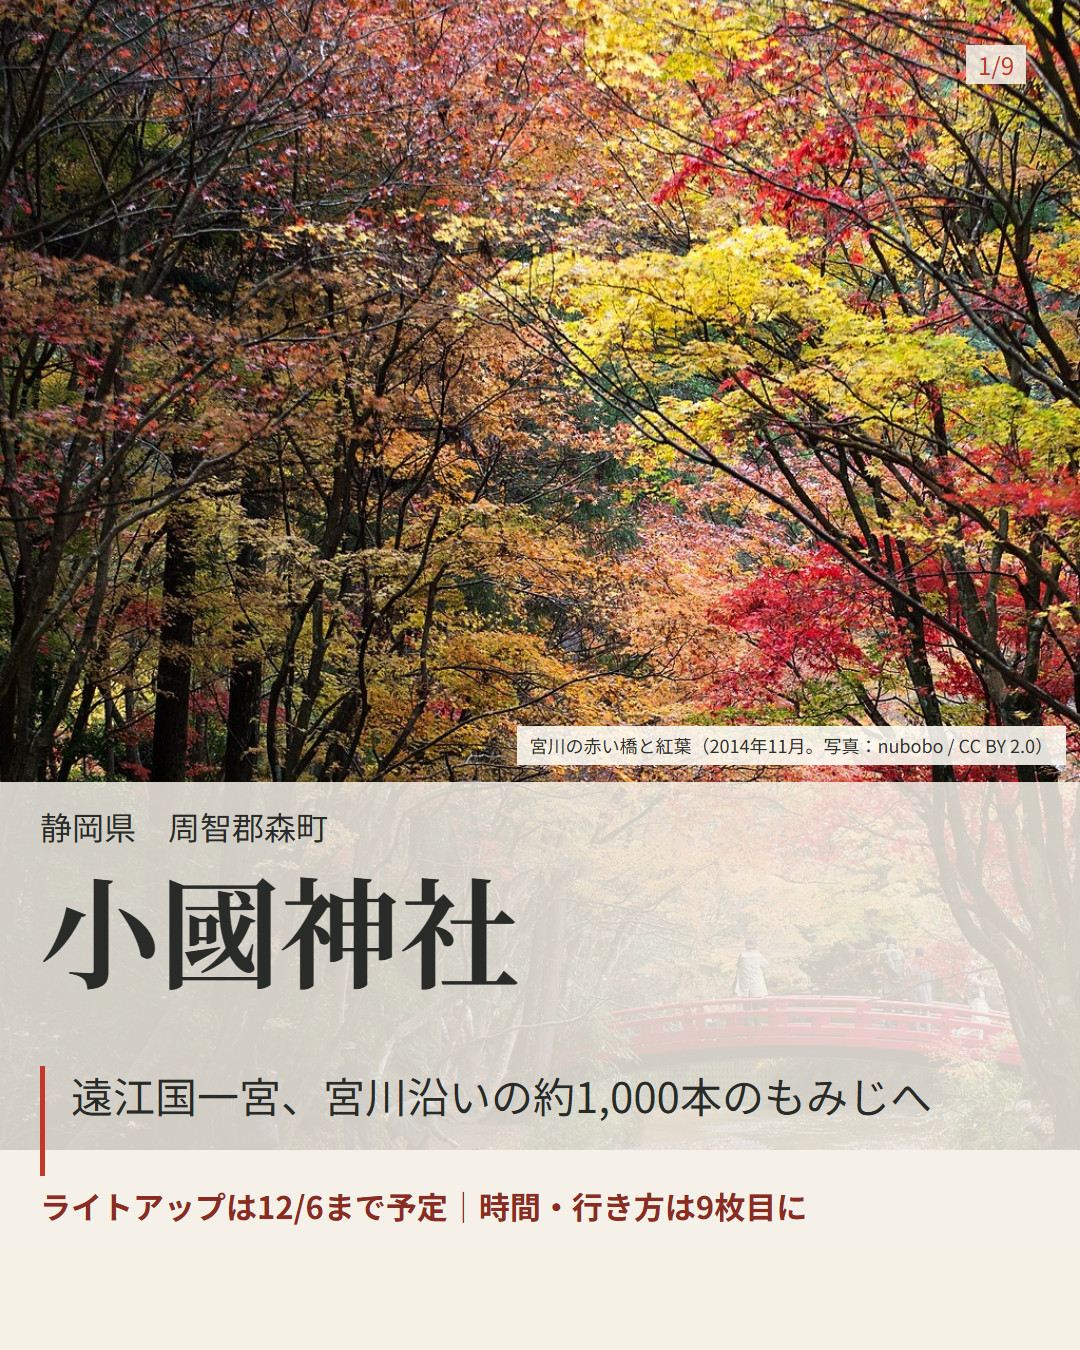 1/9
宮川の赤い橋と紅葉（2014年11月。写真：nubobo / CC BY 2.0）
静岡県　周智郡森町
小國神社
遠江国一宮、宮川沿いの約1,000本のもみじへ
ライトアップは12/6まで予定｜時間・行き方は9枚目に